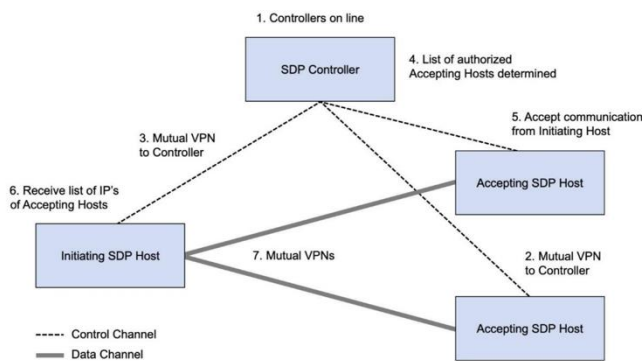 1. Controllers on line
SDP Controller
4. List of authorized
Accepting Hosts determined
5. Accept communication
from Initiating Host
3. Mutual VPN
to Controller
Accepting SDP Host
6. Receive list of IP's
of Accepting Hosts
Initiating SDP Host
7. Mutual VPNs
2. Mutual VPN
to Controller
Accepting SDP Host
Control Channel
Data Channel